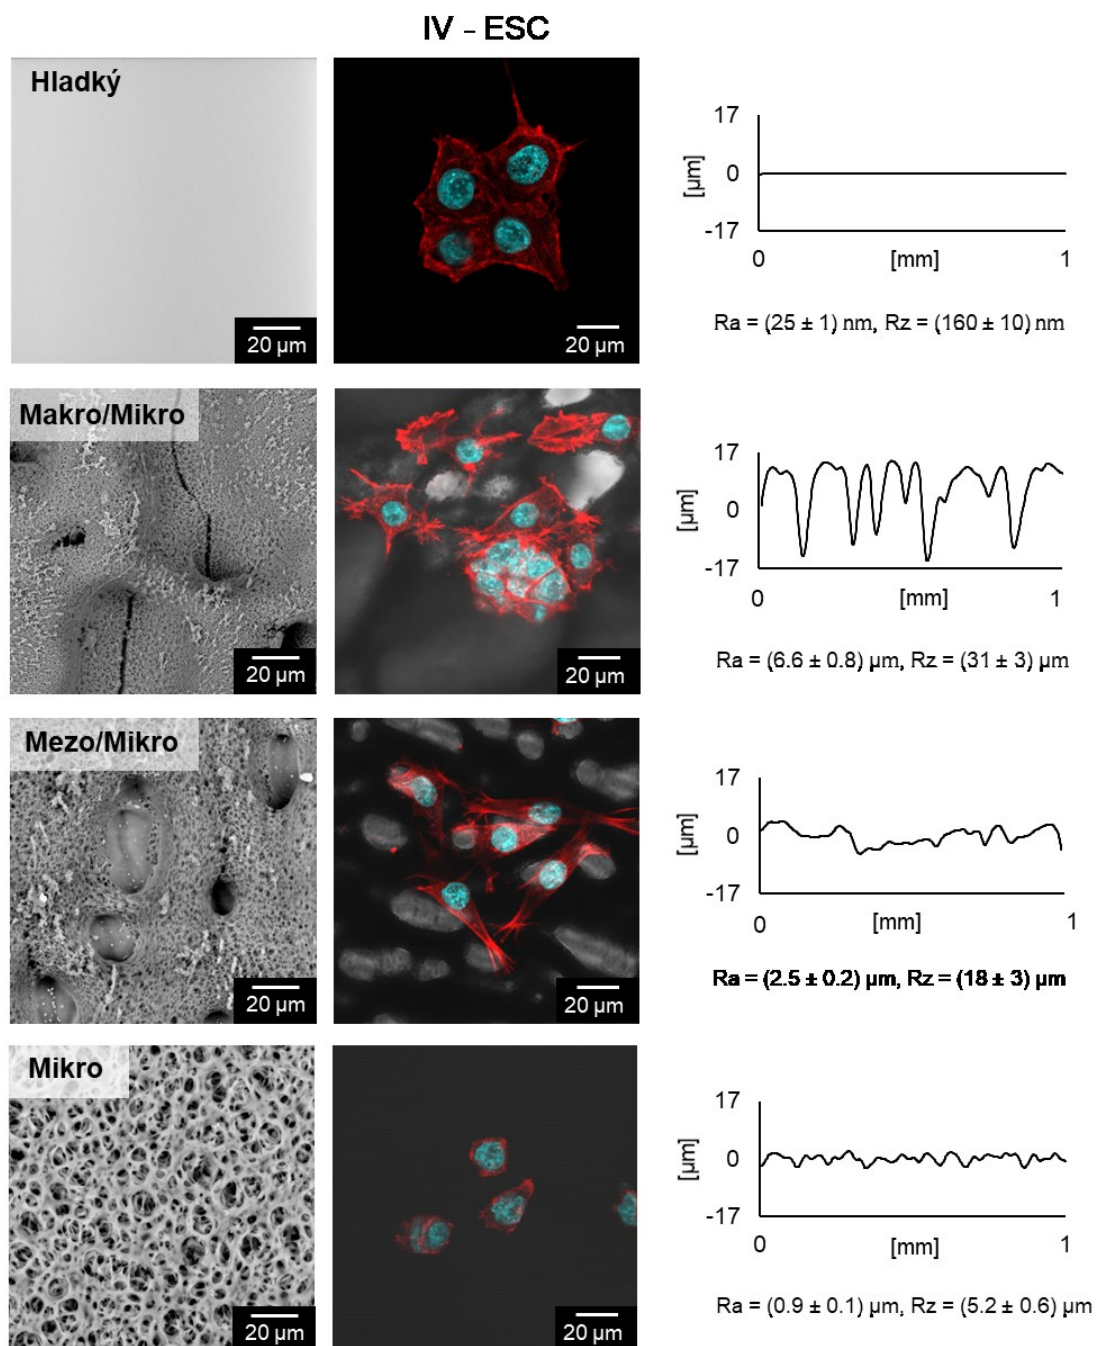 IV - ESC
Hladký
20 µm
20 µm
17
0
-17
[µm]
0
[mm]
1
Ra = (25 ± 1) nm, Rz = (160 ± 10) nm
Makro/Mikro
20 µm
20 µm
17
0
-17
[µm]
0
[mm]
1
Ra = (6.6 ± 0.8) µm, Rz = (31 ± 3) µm
Mezo/Mikro
20 µm
20 µm
17
0
-17
[µm]
0
[mm]
1
Ra = (2.5 ± 0.2) µm, Rz = (18 ± 3) µm
Mikro
20 µm
20 µm
17
0
-17
[µm]
0
[mm]
1
Ra = (0.9 ± 0.1) µm, Rz = (5.2 ± 0.6) µm